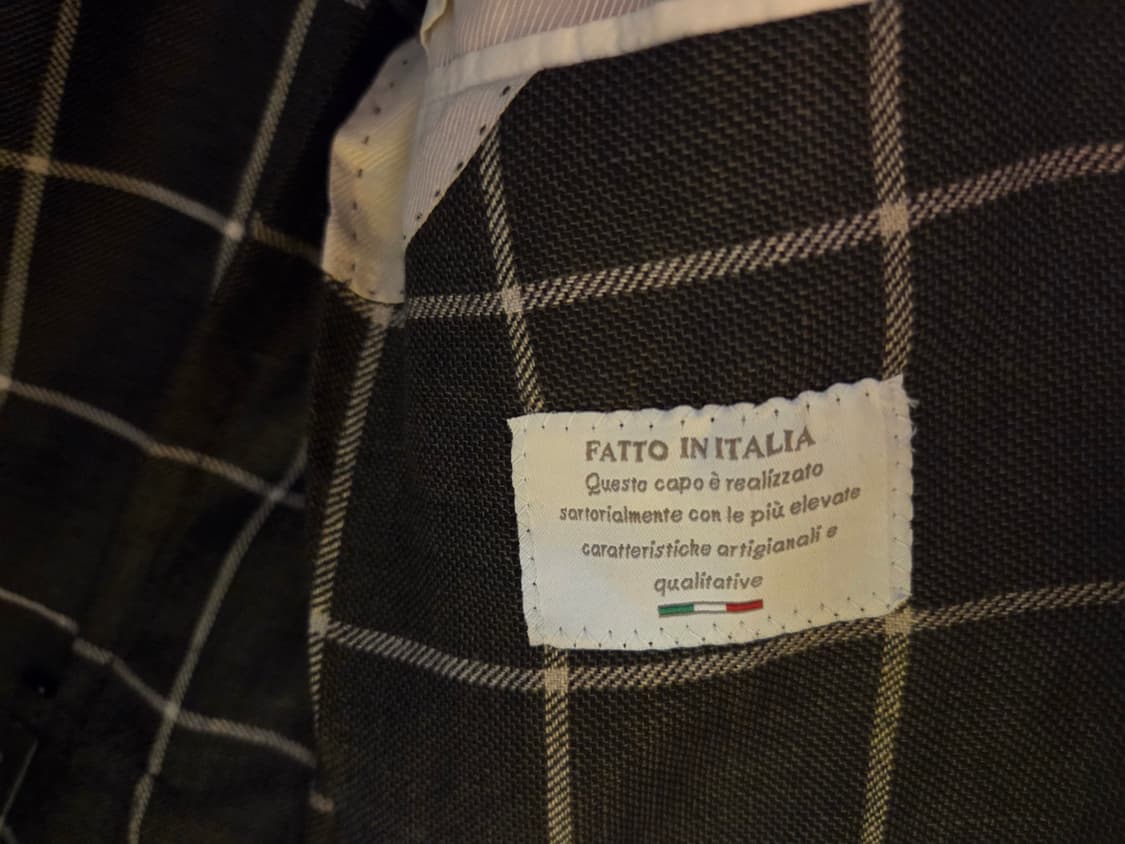 FATTO IN ITALIA
Questo capo è realizzato
sartorialmente con le più elevate
caratteristiche artigianali e
qualitative